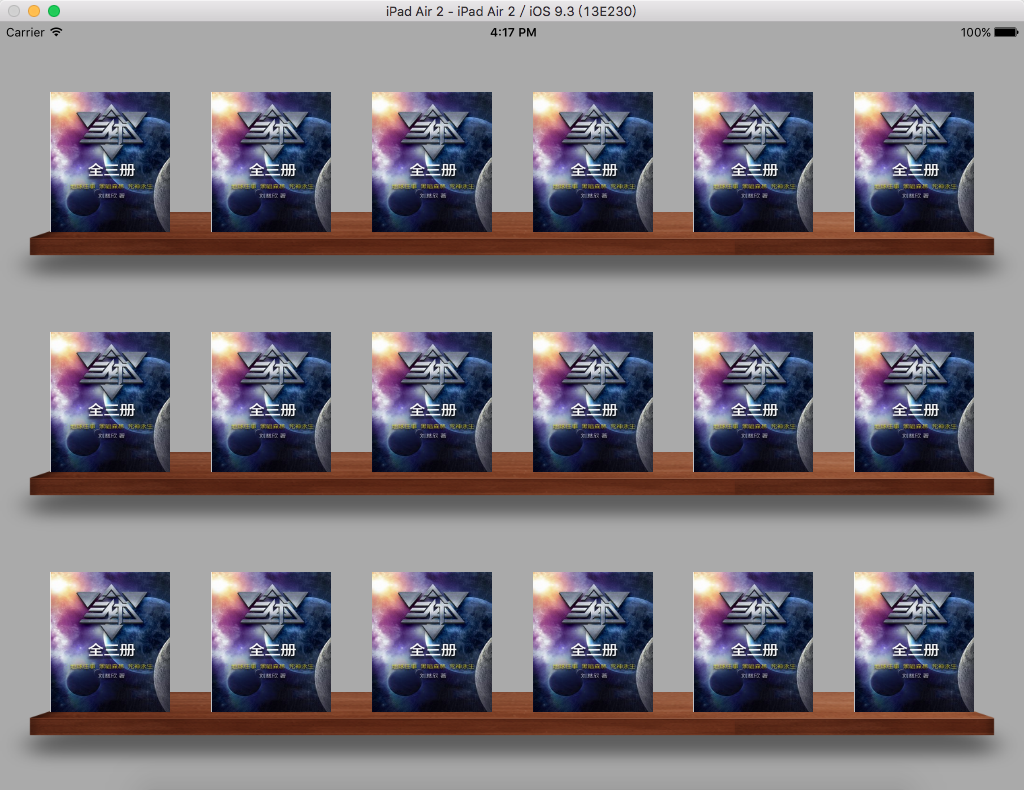 iPad Air 2 - iPad Air 2 / iOS 9.3 (13E230)
Carrier
4:17 PM
100%
三体
全三册
地球往事 黑暗森林 死神永生
刘慈欣 著
三体
全三册
地球往事 黑暗森林 死神永生
刘慈欣 著
三体
全三册
地球往事 黑暗森林 死神永生
刘慈欣 著
三体
全三册
地球往事 黑暗森林 死神永生
刘慈欣 著
三体
全三册
地球往事 黑暗森林 死神永生
刘慈欣 著
三体
全三册
地球往事 黑暗森林 死神永生
刘慈欣 著
三体
全三册
地球往事 黑暗森林 死神永生
刘慈欣 著
三体
全三册
地球往事 黑暗森林 死神永生
刘慈欣 著
三体
全三册
地球往事 黑暗森林 死神永生
刘慈欣 著
三体
全三册
地球往事 黑暗森林 死神永生
刘慈欣 著
三体
全三册
地球往事 黑暗森林 死神永生
刘慈欣 著
三体
全三册
地球往事 黑暗森林 死神永生
刘慈欣 著
三体
全三册
地球往事 黑暗森林 死神永生
刘慈欣 著
三体
全三册
地球往事 黑暗森林 死神永生
刘慈欣 著
三体
全三册
地球往事 黑暗森林 死神永生
刘慈欣 著
三体
全三册
地球往事 黑暗森林 死神永生
刘慈欣 著
三体
全三册
地球往事 黑暗森林 死神永生
刘慈欣 著
三体
全三册
地球往事 黑暗森林 死神永生
刘慈欣 著